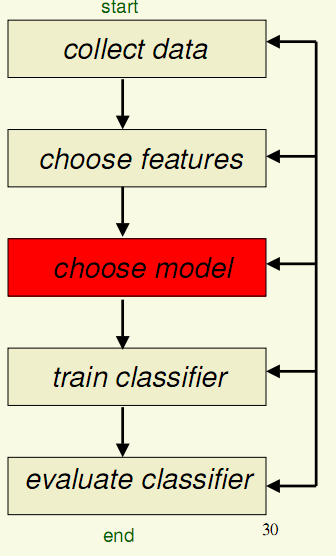 start
collect data
choose features
choose model
train classifier
evaluate classifier
end
30